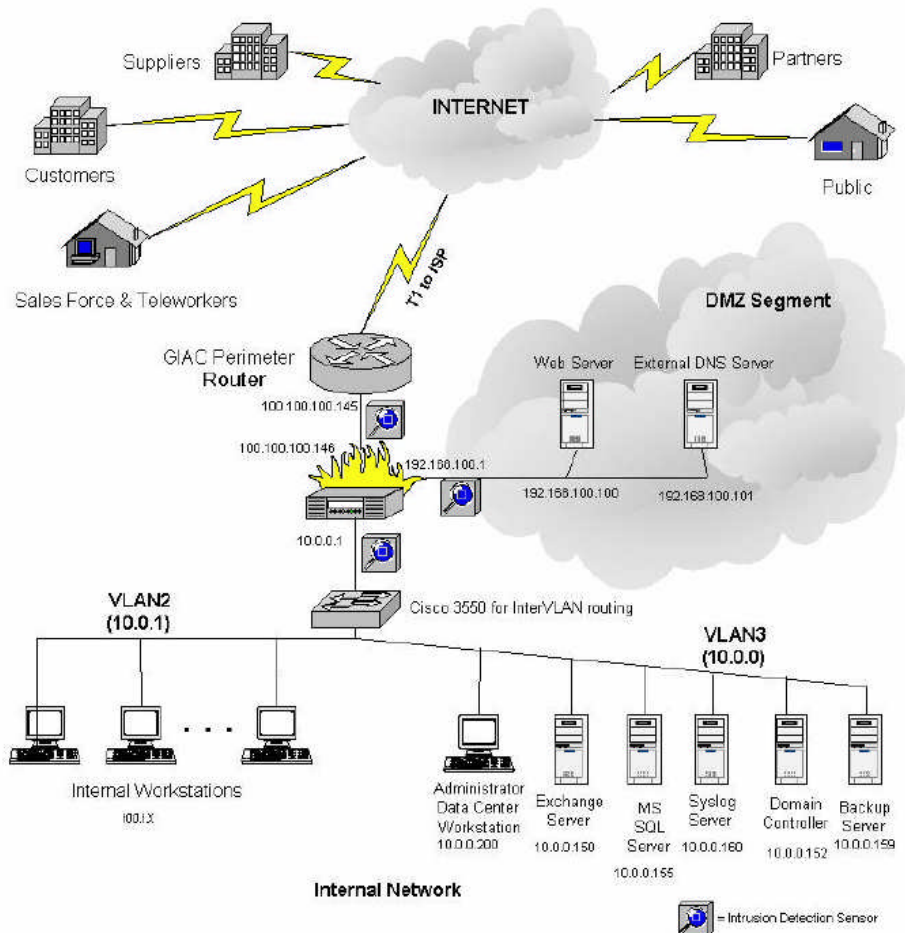 Suppliers
Partners
INTERNET
Customers
Public
Sales Force & Teleworkers
T1 to ISP
DMZ Segment
GIAC Perimeter
Router
Web Server
External DNS Server
100.100.100.145
100.100.100.146
192.168.100.1
192.168.100.100
192.168.100.101
10.0.0.1
Cisco 3550 for InterVLAN routing
VLAN2
(10.0.1)
VLAN3
(10.0.0)
Internal Workstations
Administrator
Data Center
Workstation
10.0.0.200
Exchange
Server
10.0.0.150
MS
SQL
Server
10.0.0.155
Syslog
Server
10.0.0.160
Domain
Controller
10.0.0.152
Backup
Server
10.0.0.159
Internal Network
= Intrusion Detection Sensor